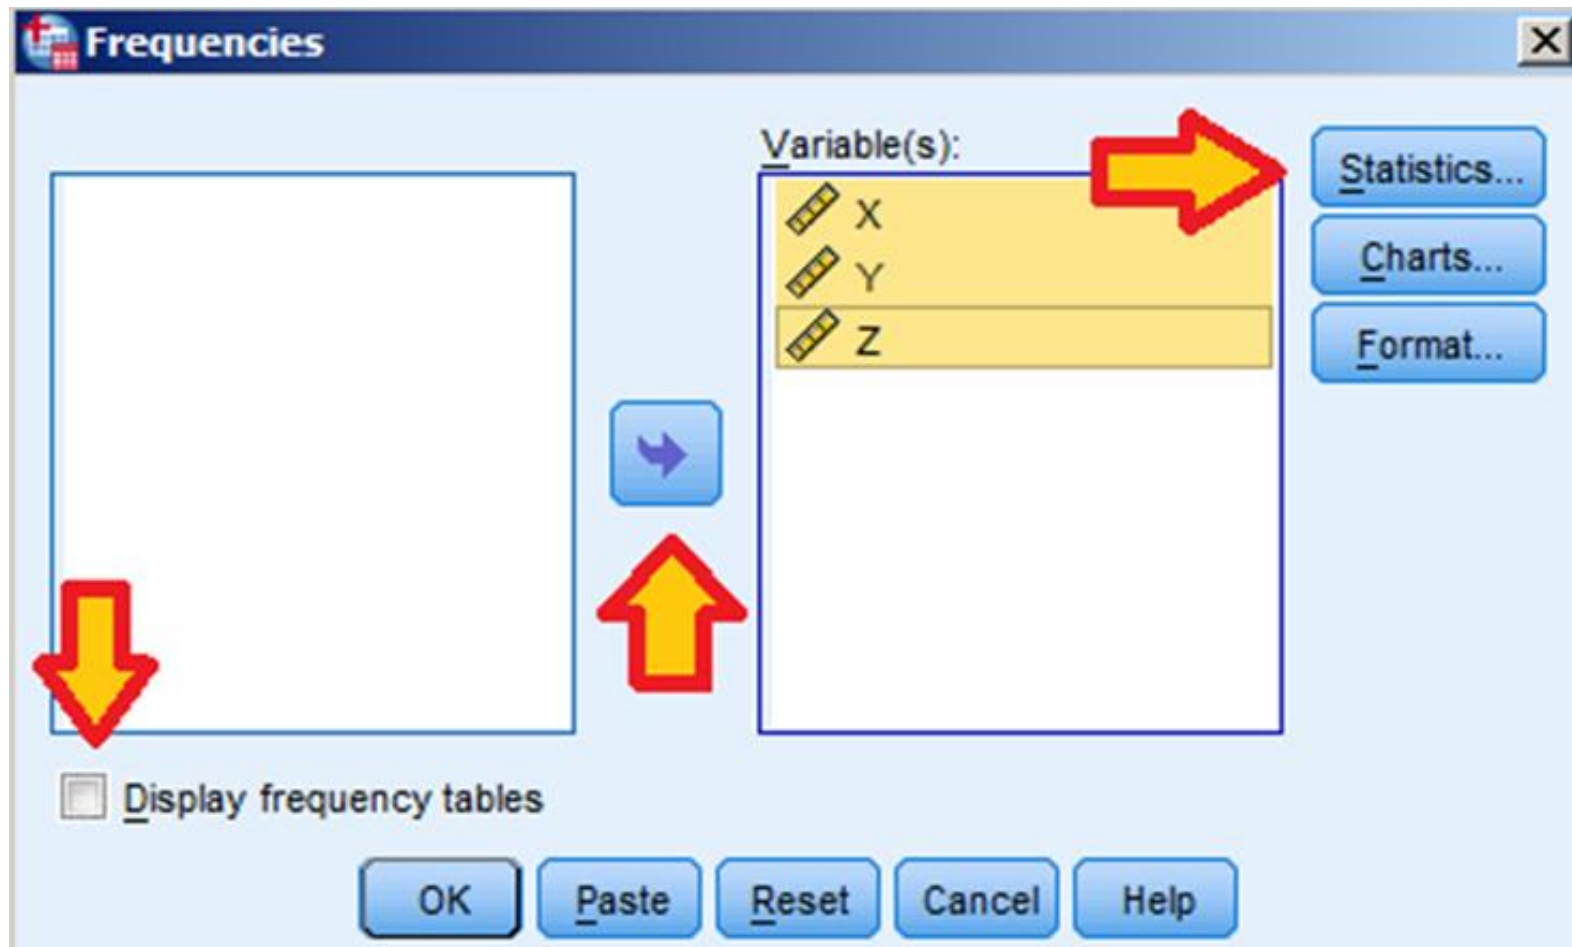 Frequencies
Variable(s):
X
Y
Z
Statistics...
Charts...
Format...
Display frequency tables
OK Paste Reset Cancel Help